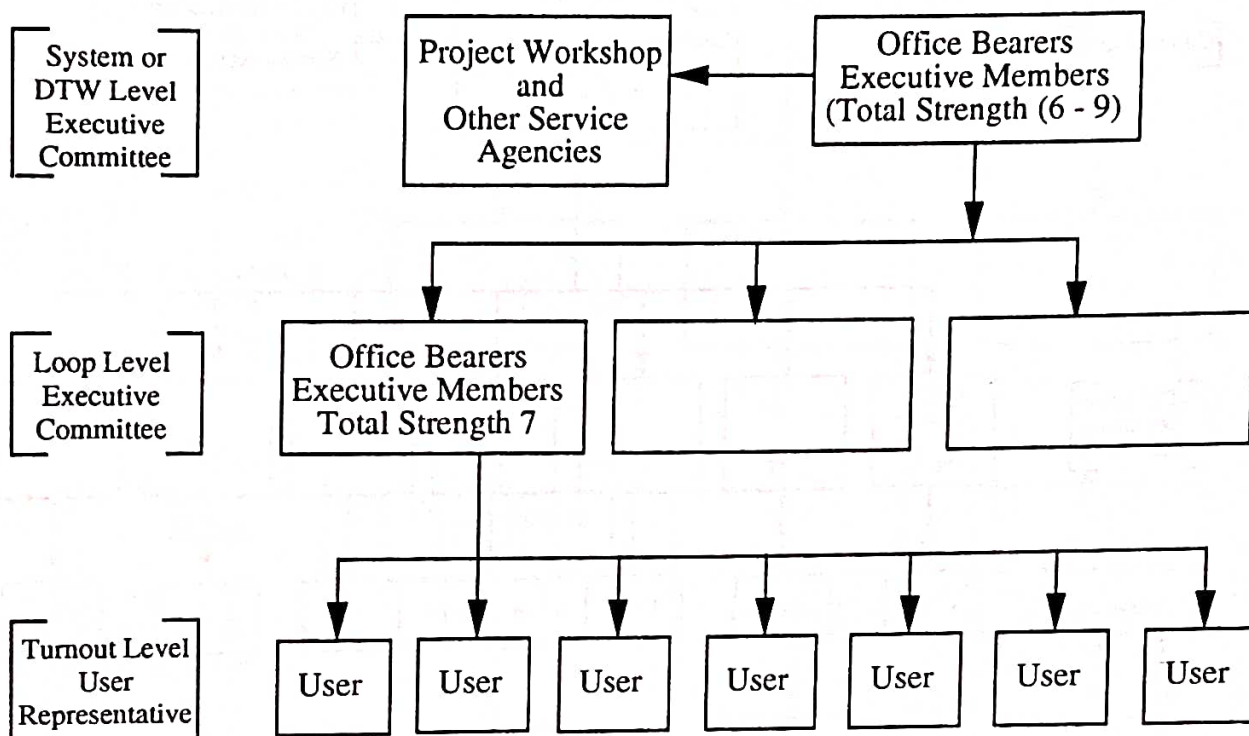 System or
DTW Level
Executive
Committee
Project Workshop
and
Other Service
Agencies
Office Bearers
Executive Members
(Total Strength (6 - 9)
Loop Level
Executive
Committee
Office Bearers
Executive Members
Total Strength 7
Turnout Level
User
Representative
User
User
User
User
User
User
User